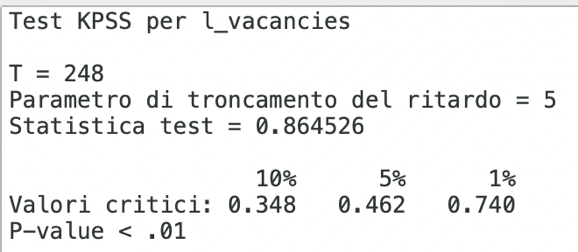 Test KPSS per l_vacancies
T = 248
Parametro di troncamento del ritardo = 5
Statistica test = 0.864526
10% 5% 1%
Valori critici: 0.348 0.462 0.740
P-value < .01